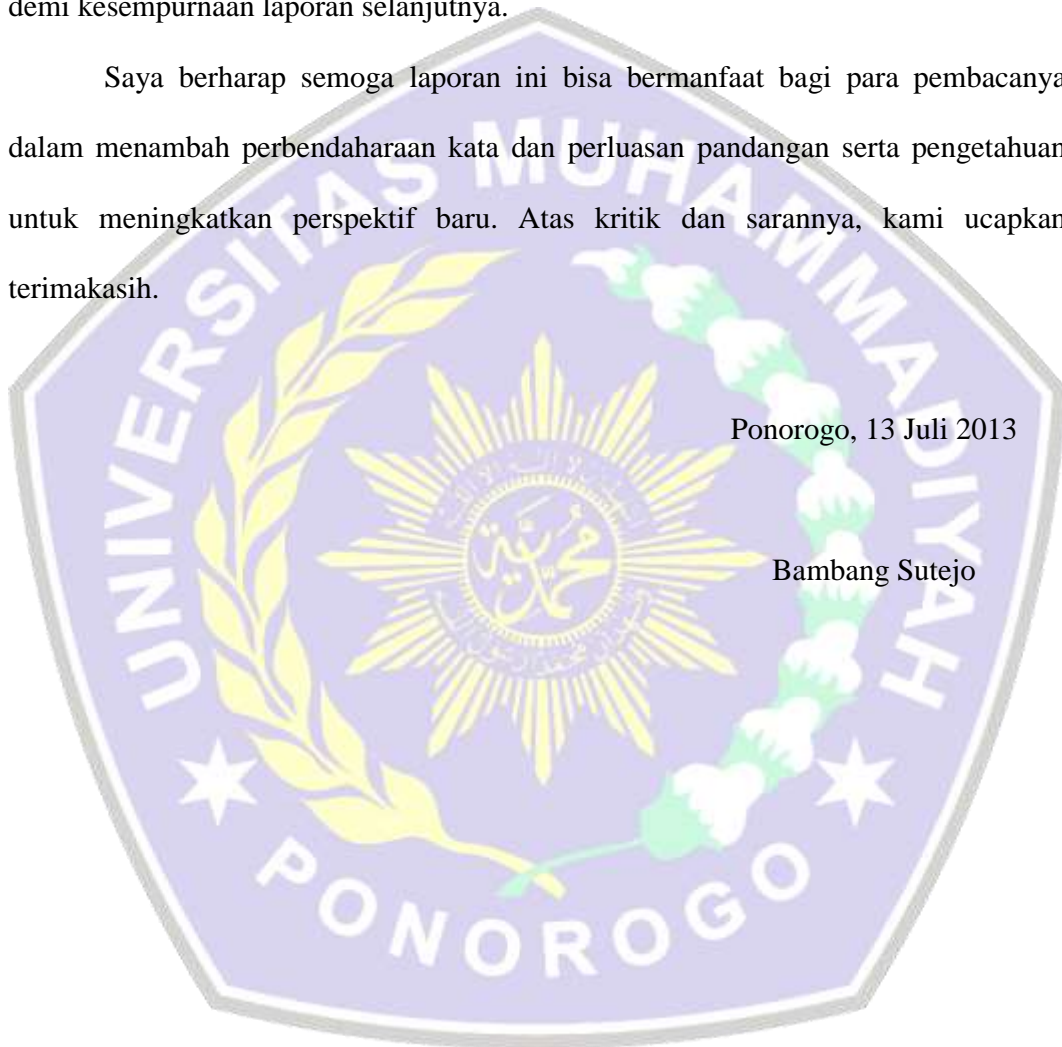 demi kesempurnaan laporan selanjutnya.
Saya berharap semoga laporan ini bisa bermanfaat bagi para pembacanya
dalam menambah perbendaharaan kata dan perluasan pandangan serta pengetahuan
untuk meningkatkan perspektif baru. Atas kritik dan sarannya, kami ucapkan
terimakasih.
Ponorogo, 13 Juli 2013
Bambang Sutejo
UNIVERSITAS MUHAMMADIYAH
PONOROGO
محمدية